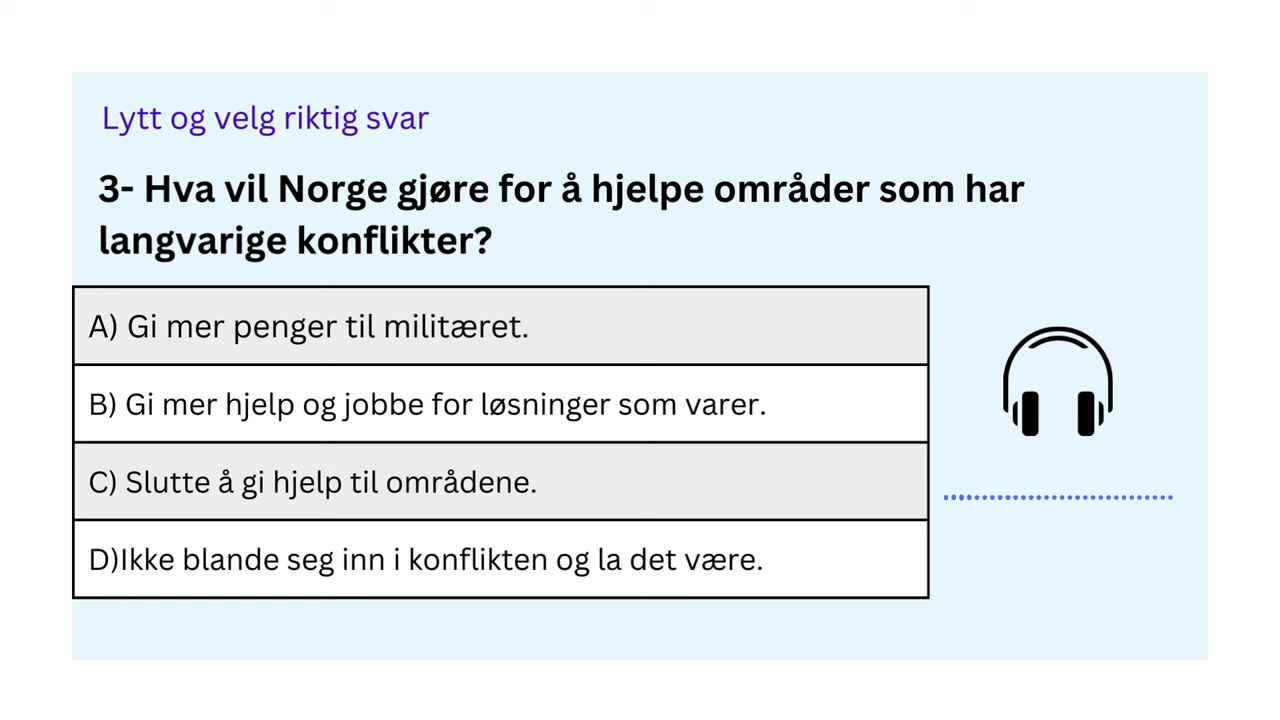 Lytt og velg riktig svar
3- Hva vil Norge gjøre for å hjelpe områder som har
langvarige konflikter?
A) Gi mer penger til militæret.
B) Gi mer hjelp og jobbe for løsninger som varer.
C) Slutte å gi hjelp til områdene.
D)Ikke blande seg inn i konflikten og la det være.